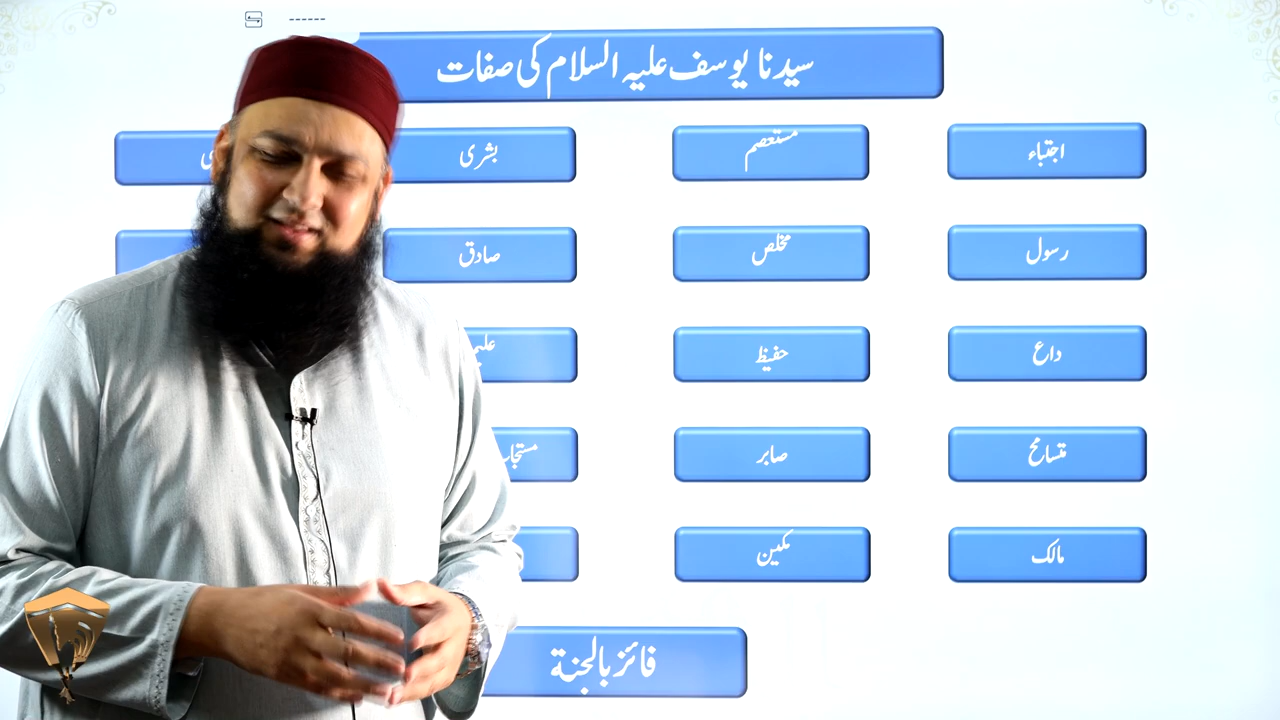 سیدنا یوسف علیہ السلام کی صفات
اجتباء
مستعصم
بشری
رسول
مخلص
صادق
داع
حفیظ
متسامح
صابر
مالک
مکین
فائز بالجنة